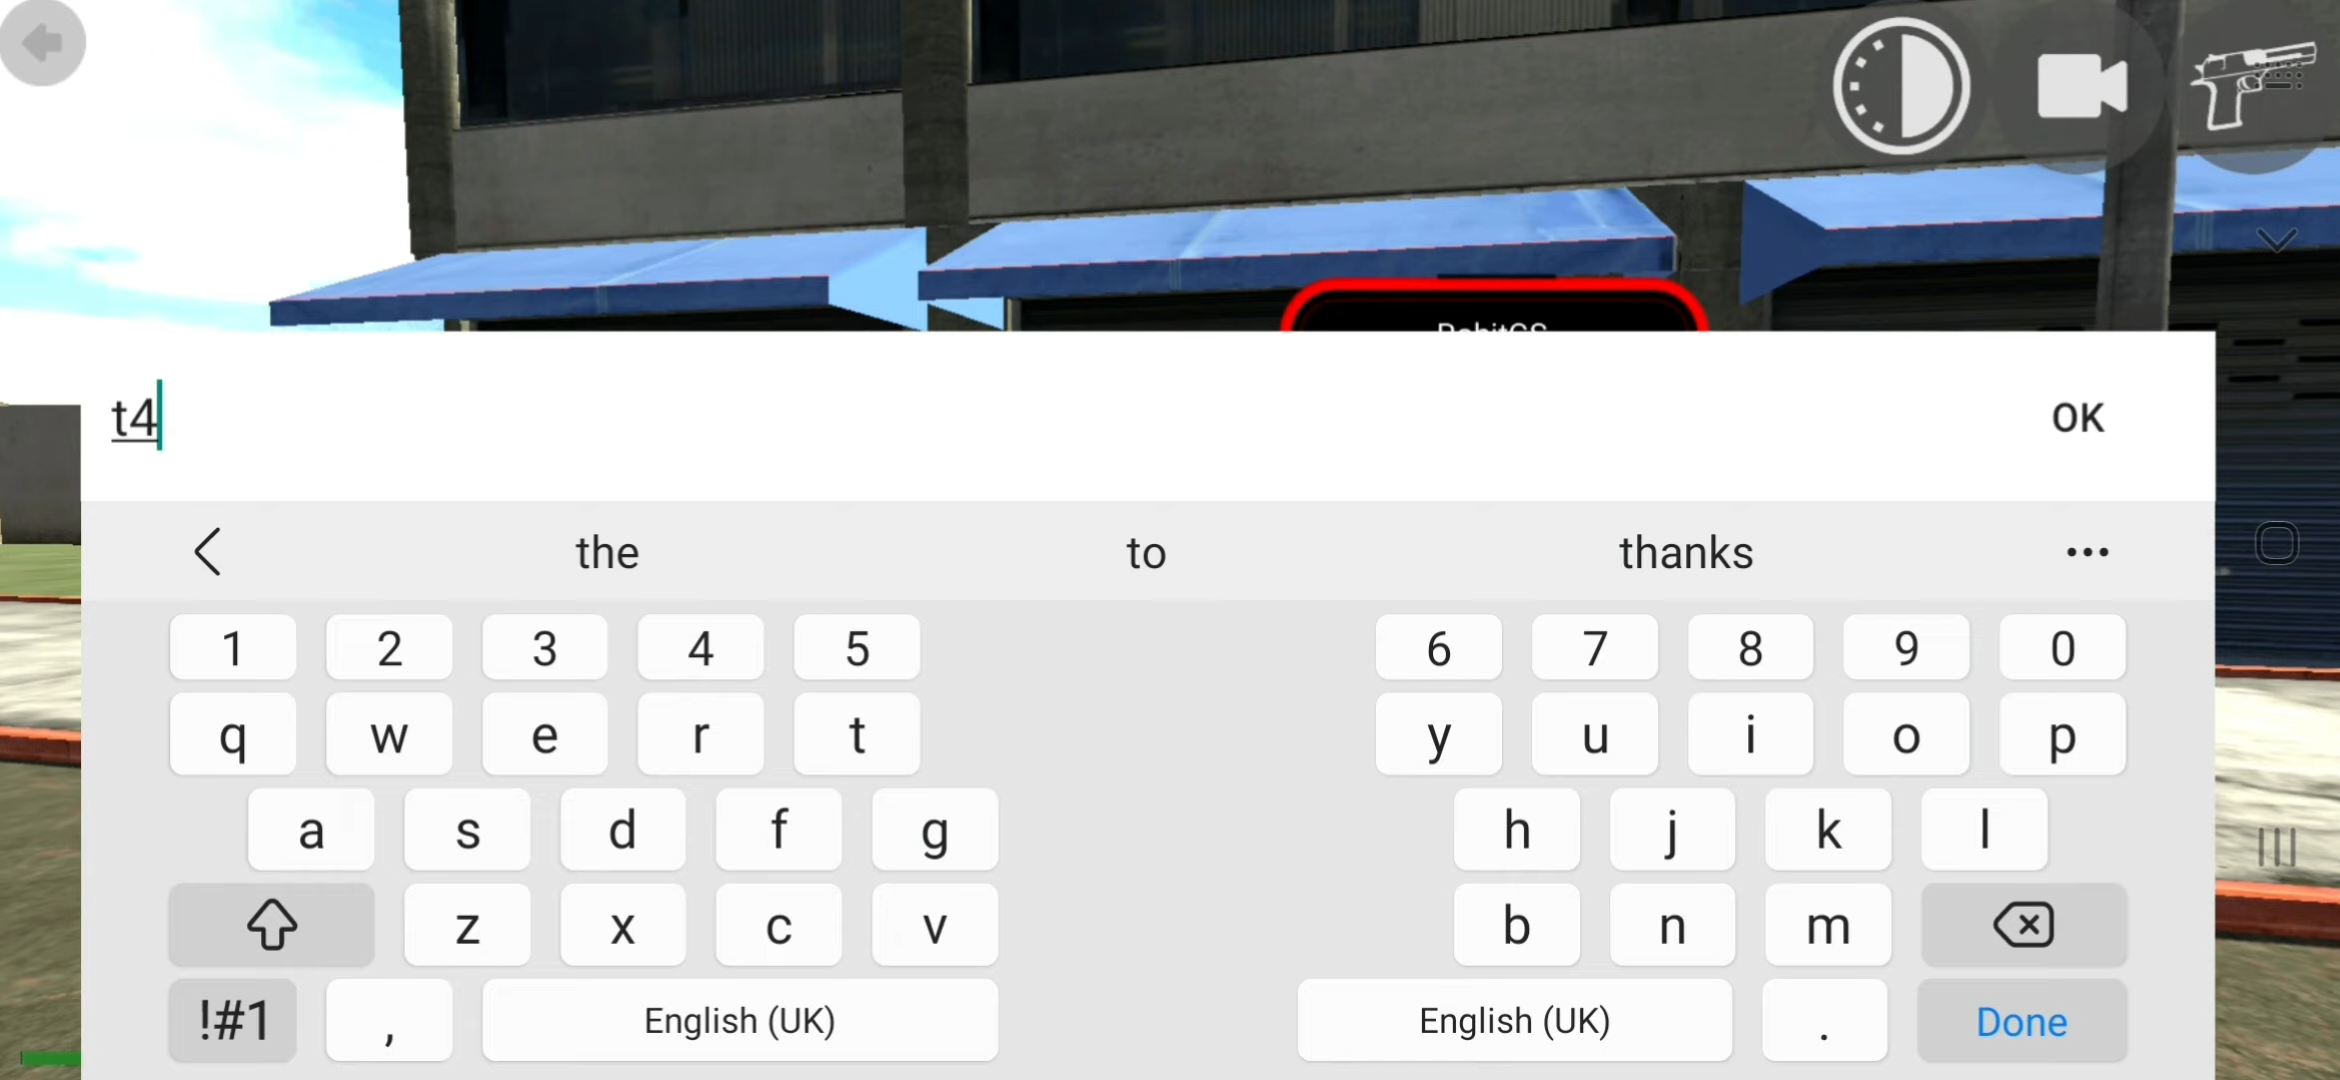 t4
OK
the to thanks
1 2 3 4 5 6 7 8 9 0
q w e r t y u i o p
a s d f g h j k l
z x c v b n m
!#1 , English (UK) English (UK) . Done